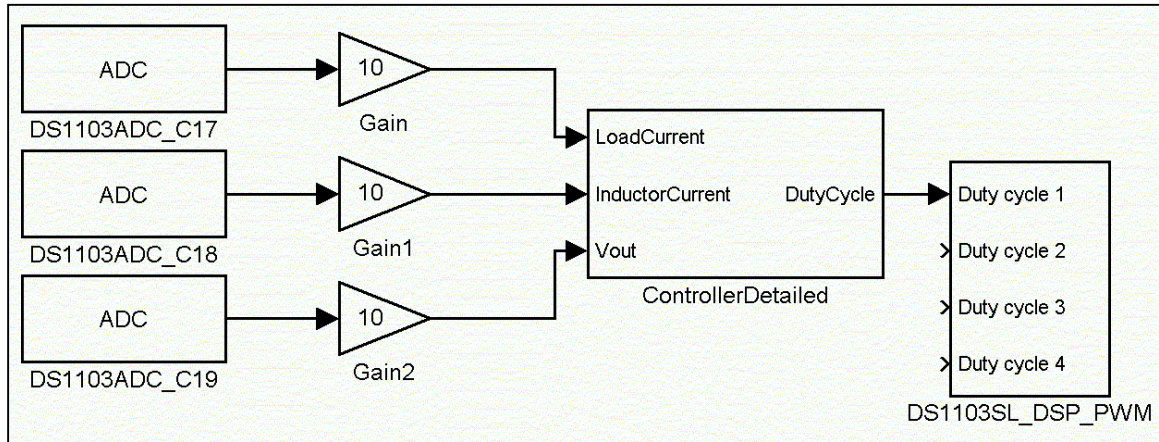 ADC
DS1103ADC_C17
10
Gain
ADC
DS1103ADC_C18
10
Gain1
ADC
DS1103ADC_C19
10
Gain2
LoadCurrent
InductorCurrent
DutyCycle
Vout
ControllerDetailed
Duty cycle 1
Duty cycle 2
Duty cycle 3
Duty cycle 4
DS1103SL_DSP_PWM